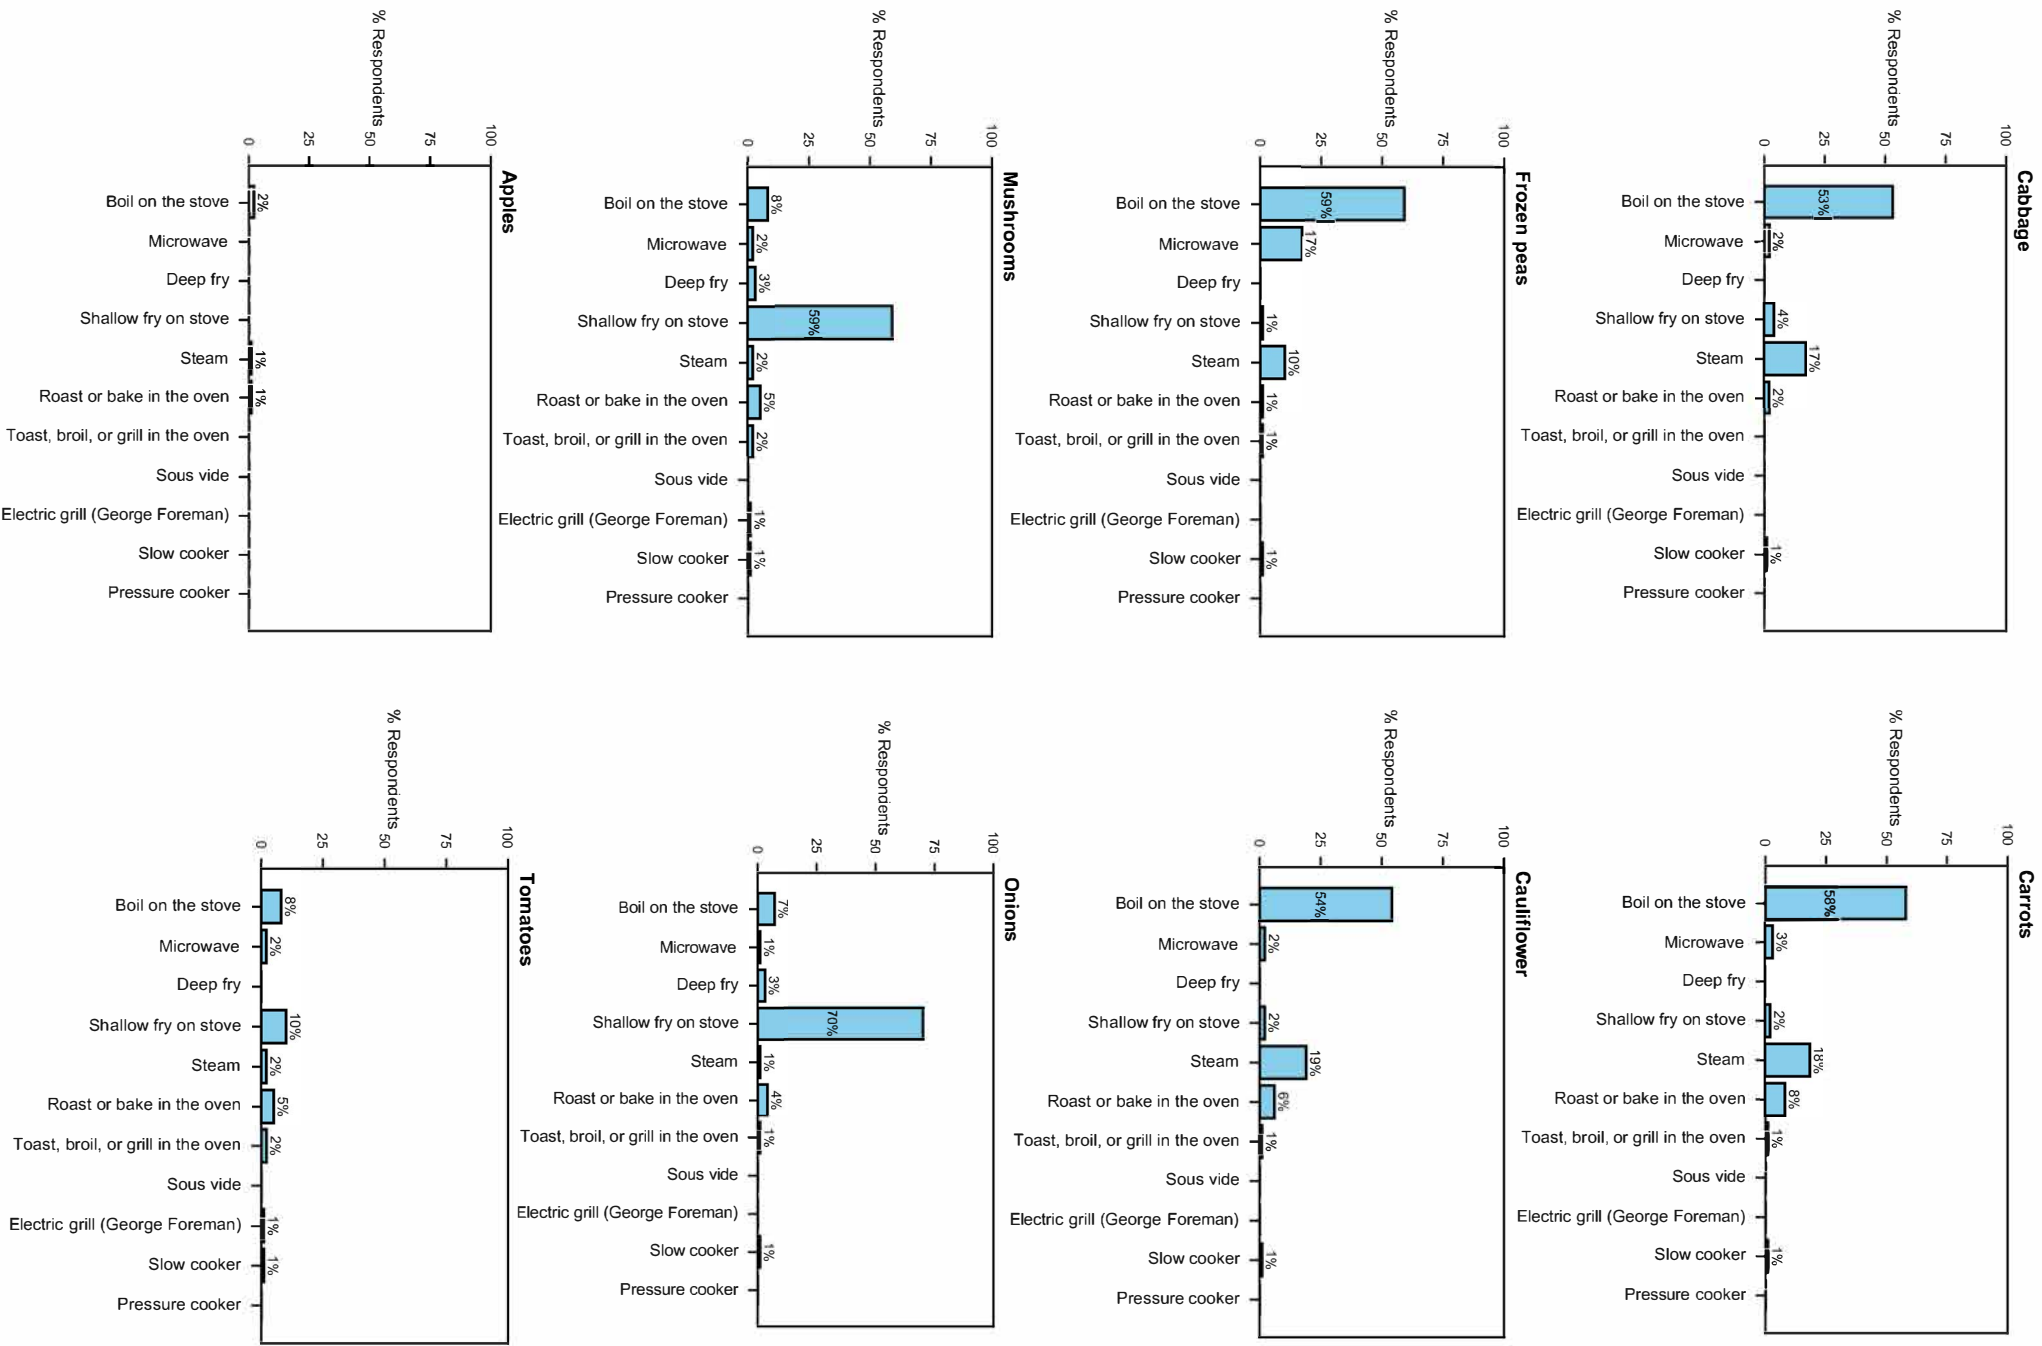 Cabbage
% Respondents
100
75
50
25
0
53%
2%
4%
17%
2%
1%
Boil on the stove
Microwave
Deep fry
Shallow fry on stove
Steam
Roast or bake in the oven
Toast, broil, or grill in the oven
Sous vide
Electric grill (George Foreman)
Slow cooker
Pressure cooker
Carrots
% Respondents
100
75
50
25
0
58%
3%
2%
18%
8%
1%
1%
Boil on the stove
Microwave
Deep fry
Shallow fry on stove
Steam
Roast or bake in the oven
Toast, broil, or grill in the oven
Sous vide
Electric grill (George Foreman)
Slow cooker
Pressure cooker
Frozen peas
% Respondents
100
75
50
25
0
59%
17%
1%
10%
1%
1%
1%
Boil on the stove
Microwave
Deep fry
Shallow fry on stove
Steam
Roast or bake in the oven
Toast, broil, or grill in the oven
Sous vide
Electric grill (George Foreman)
Slow cooker
Pressure cooker
Cauliflower
% Respondents
100
75
50
25
0
54%
2%
2%
19%
6%
1%
1%
Boil on the stove
Microwave
Deep fry
Shallow fry on stove
Steam
Roast or bake in the oven
Toast, broil, or grill in the oven
Sous vide
Electric grill (George Foreman)
Slow cooker
Pressure cooker
Mushrooms
% Respondents
100
75
50
25
0
8%
2%
3%
59%
2%
5%
2%
1%
1%
Boil on the stove
Microwave
Deep fry
Shallow fry on stove
Steam
Roast or bake in the oven
Toast, broil, or grill in the oven
Sous vide
Electric grill (George Foreman)
Slow cooker
Pressure cooker
Onions
% Respondents
100
75
50
25
0
7%
1%
3%
70%
1%
4%
1%
1%
Boil on the stove
Microwave
Deep fry
Shallow fry on stove
Steam
Roast or bake in the oven
Toast, broil, or grill in the oven
Sous vide
Electric grill (George Foreman)
Slow cooker
Pressure cooker
Apples
% Respondents
100
75
50
25
0
2%
1%
1%
Boil on the stove
Microwave
Deep fry
Shallow fry on stove
Steam
Roast or bake in the oven
Toast, broil, or grill in the oven
Sous vide
Electric grill (George Foreman)
Slow cooker
Pressure cooker
Tomatoes
% Respondents
100
75
50
25
0
8%
2%
10%
2%
5%
2%
1%
1%
Boil on the stove
Microwave
Deep fry
Shallow fry on stove
Steam
Roast or bake in the oven
Toast, broil, or grill in the oven
Sous vide
Electric grill (George Foreman)
Slow cooker
Pressure cooker